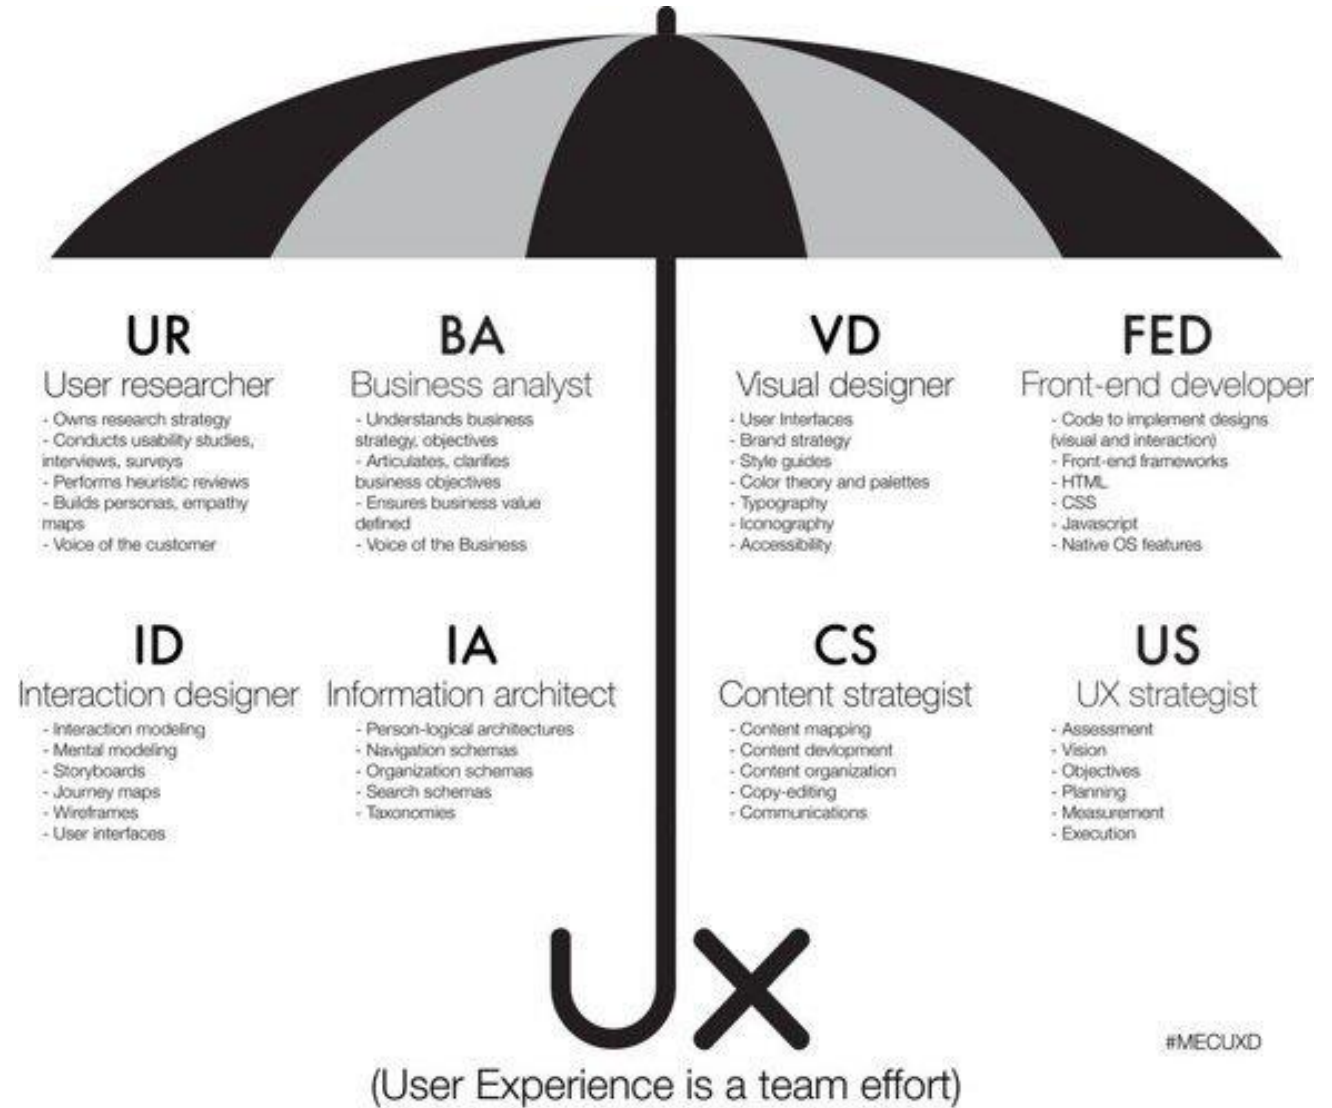 UR
User researcher
- Owns research strategy
- Conducts usability studies,
interviews, surveys
- Performs heuristic reviews
- Builds personas, empathy
maps
- Voice of the customer
BA
Business analyst
- Understands business
strategy, objectives
- Articulates, clarifies
business objectives
- Ensures business value
defined
- Voice of the Business
VD
Visual designer
- User Interfaces
- Brand strategy
- Style guides
- Color theory and palettes
- Typography
- Iconography
- Accessibility
FED
Front-end developer
- Code to implement designs
(visual and interaction)
- Front-end frameworks
- HTML
- CSS
- Javascript
- Native OS features
ID
Interaction designer
- Interaction modeling
- Mental modeling
- Storyboards
- Journey maps
- Wireframes
- User interfaces
IA
Information architect
- Person-logical architectures
- Navigation schemas
- Organization schemas
- Search schemas
- Taxonomies
CS
Content strategist
- Content mapping
- Content devlopment
- Content organization
- Copy-editing
- Communications
US
UX strategist
- Assessment
- Vision
- Objectives
- Planning
- Measurement
- Execution
UX
#MECUXD
(User Experience is a team effort)